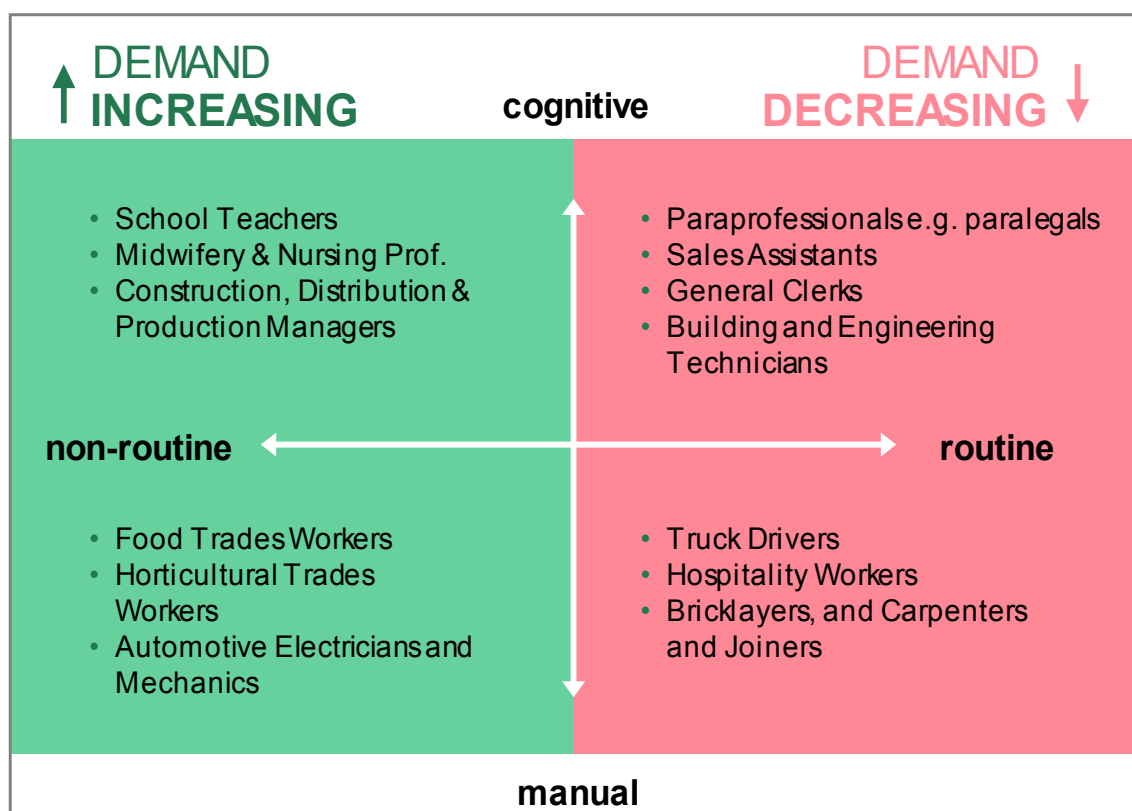 DEMAND
INCREASING
cognitive
DEMAND
DECREASING
• School Teachers
• Midwifery & Nursing Prof.
• Construction, Distribution &
Production Managers
• Paraprofessionals e.g. paralegals
• Sales Assistants
• General Clerks
• Building and Engineering
Technicians
non-routine
routine
• Food Trades Workers
• Horticultural Trades
Workers
• Automotive Electricians and
Mechanics
• Truck Drivers
• Hospitality Workers
• Bricklayers, and Carpenters
and Joiners
manual